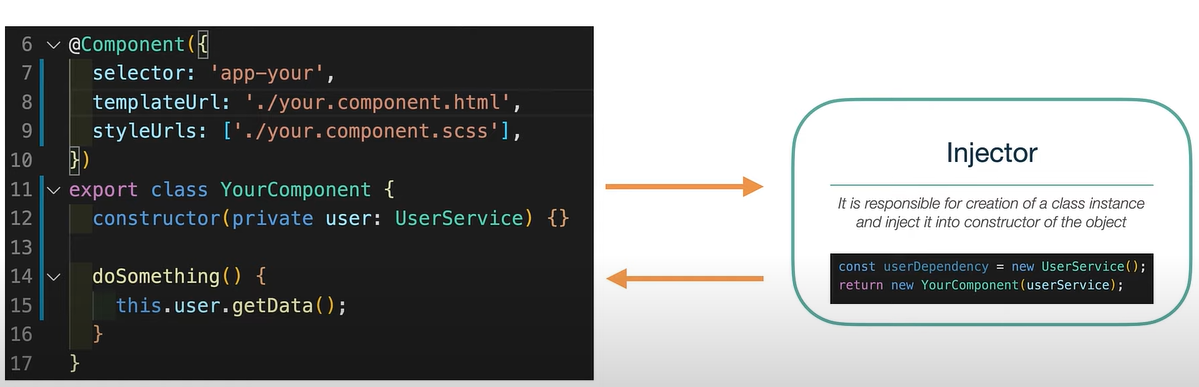 6 @Component({
7 selector: 'app-your',
8 templateUrl: './your.component.html',
9 styleUrls: ['./your.component.scss'],
10 })
11 export class YourComponent {
12 constructor(private user: UserService) {}
13
14 doSomething() {
15 this.user.getData();
16 }
17 }
Injector
It is responsible for creation of a class instance
and inject it into constructor of the object
const userDependency = new UserService();
return new YourComponent(userService);